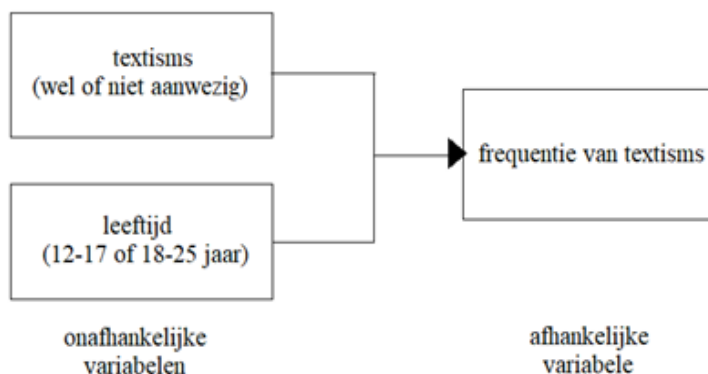 textisms
(wel of niet aanwezig)
frequentie van textisms
leeftijd
(12-17 of 18-25 jaar)
onafhankelijke
variabelen
afhankelijke
variabele